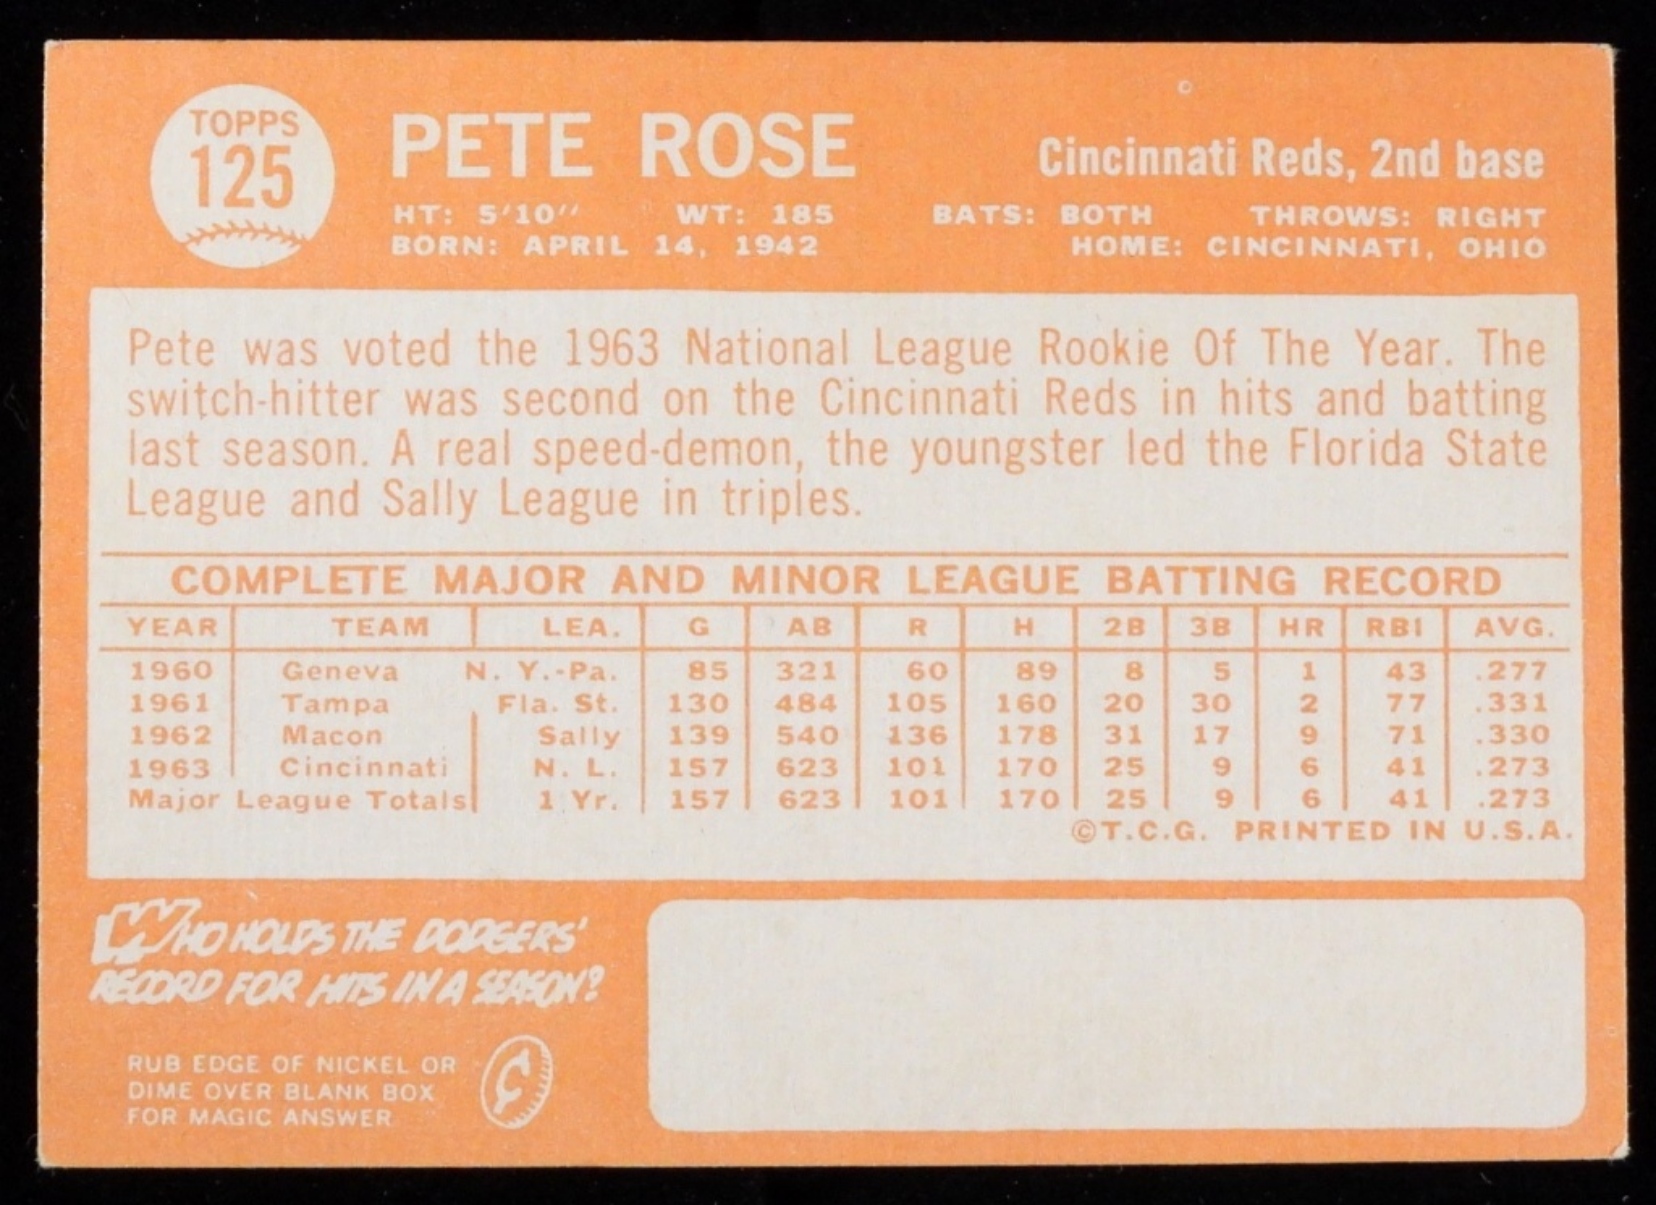 TOPPS
125
PETE ROSE
Cincinnati Reds, 2nd base
HT: 5'10" WT: 185 BATS: BOTH THROWS: RIGHT
BORN: APRIL 14, 1942 HOME: CINCINNATI, OHIO
Pete was voted the 1963 National League Rookie Of The Year. The
switch-hitter was second on the Cincinnati Reds in hits and batting
last season. A real speed-demon, the youngster led the Florida State
League and Sally League in triples.
COMPLETE MAJOR AND MINOR LEAGUE BATTING RECORD
YEAR TEAM LEA. G AB R H 2B 3B HR RBI AVG.
1960 Geneva N. Y.-Pa. 85 321 60 89 8 5 1 43 .277
1961 Tampa Fla. St. 130 484 105 160 20 30 2 77 .331
1962 Macon Sally 139 540 136 178 31 17 9 71 .330
1963 Cincinnati N. L. 157 623 101 170 25 9 6 41 .273
Major League Totals 1 Yr. 157 623 101 170 25 9 6 41 .273
©T.C.G. PRINTED IN U.S.A.
WHO HOLDS THE DODGERS'
RECORD FOR HITS IN A SEASON?
RUB EDGE OF NICKEL OR
DIME OVER BLANK BOX
FOR MAGIC ANSWER